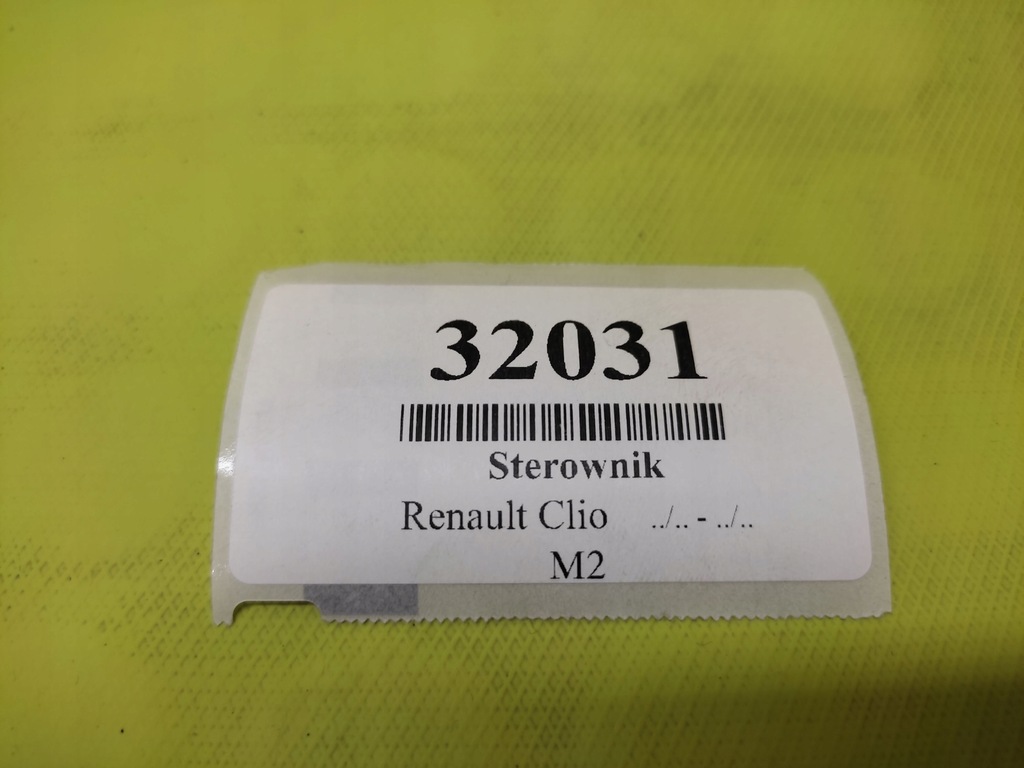 32031
Sterownik
Renault Clio ../.. - ../..
M2